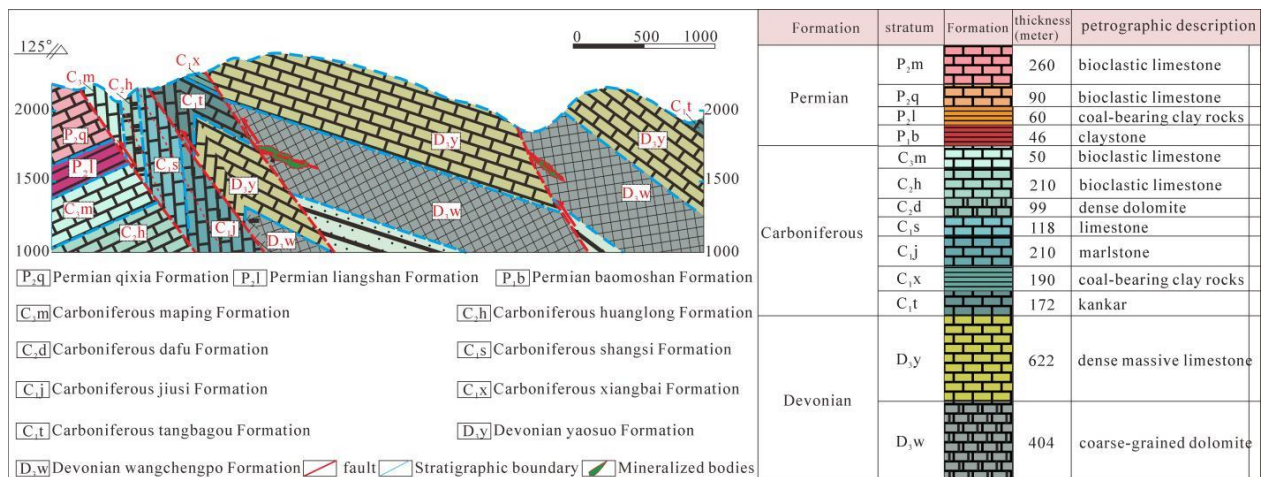 125°
0 500 1000
C₃m
C₂h
C₁x
C₁t
C₁t
2000
2000
P₂q
D₃y
D₃y
C₁s
P₂l
1500
1500
D₃y
D₃w
D₃w
C₃m
C₁j
C₂h
D₃w
1000
1000
P₂q Permian qixia Formation P₂l Permian liangshan Formation P₁b Permian baomoshan Formation
C₃m Carboniferous maping Formation C₂h Carboniferous huanglong Formation
C₂d Carboniferous dafu Formation C₁s Carboniferous shangsi Formation
C₁j Carboniferous jiusi Formation C₁x Carboniferous xiangbai Formation
C₁t Carboniferous tangbagou Formation D₃y Devonian yaosuo Formation
D₃w Devonian wangchengpo Formation fault Stratigraphic boundary Mineralized bodies
Formation stratum Formation thickness (meter) petrographic description
Permian
P₂m 260 bioclastic limestone
P₂q 90 bioclastic limestone
P₂l 60 coal-bearing clay rocks
P₁b 46 claystone
Carboniferous
C₃m 50 bioclastic limestone
C₂h 210 bioclastic limestone
C₂d 99 dense dolomite
C₁s 118 limestone
C₁j 210 marlstone
C₁x 190 coal-bearing clay rocks
C₁t 172 kankar
Devonian
D₃y 622 dense massive limestone
D₃w 404 coarse-grained dolomite